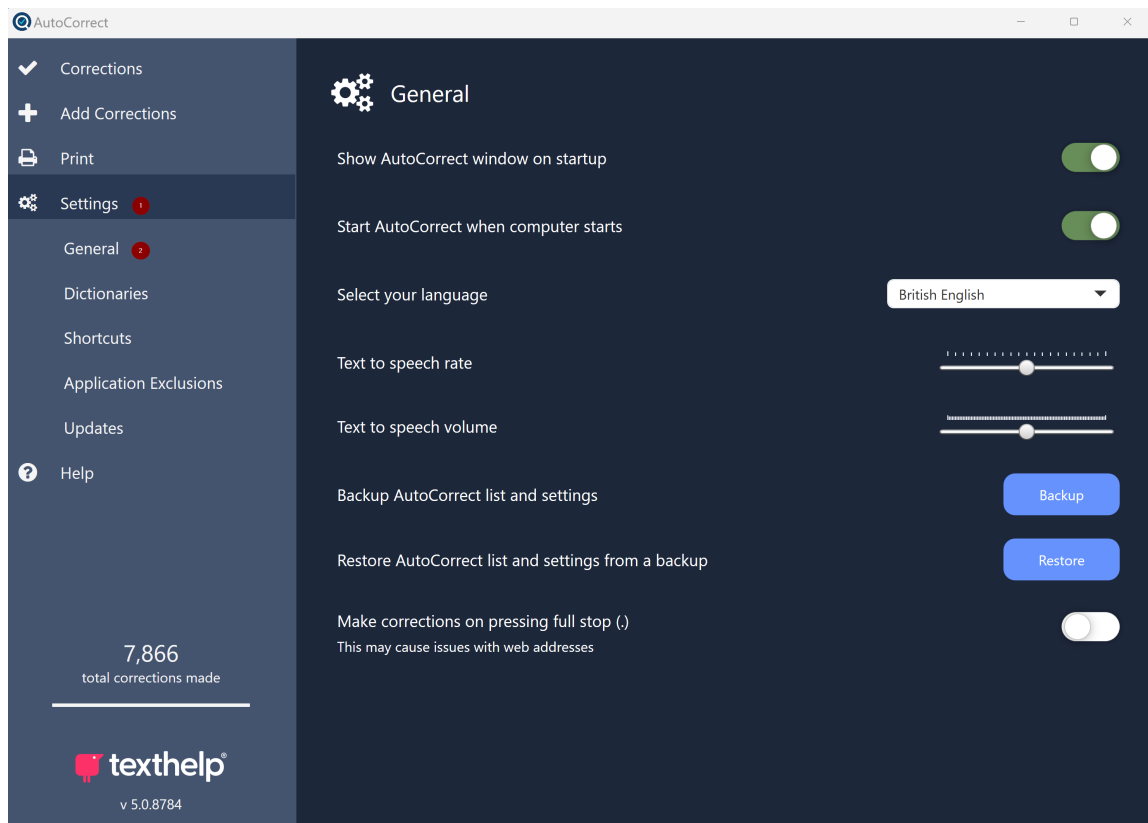 AutoCorrect
Corrections
Add Corrections
Print
Settings 1
General 2
Dictionaries
Shortcuts
Application Exclusions
Updates
Help
7,866
total corrections made
texthelp®
v 5.0.8784
General
Show AutoCorrect window on startup
Start AutoCorrect when computer starts
Select your language British English
Text to speech rate
Text to speech volume
Backup AutoCorrect list and settings Backup
Restore AutoCorrect list and settings from a backup Restore
Make corrections on pressing full stop (.)
This may cause issues with web addresses